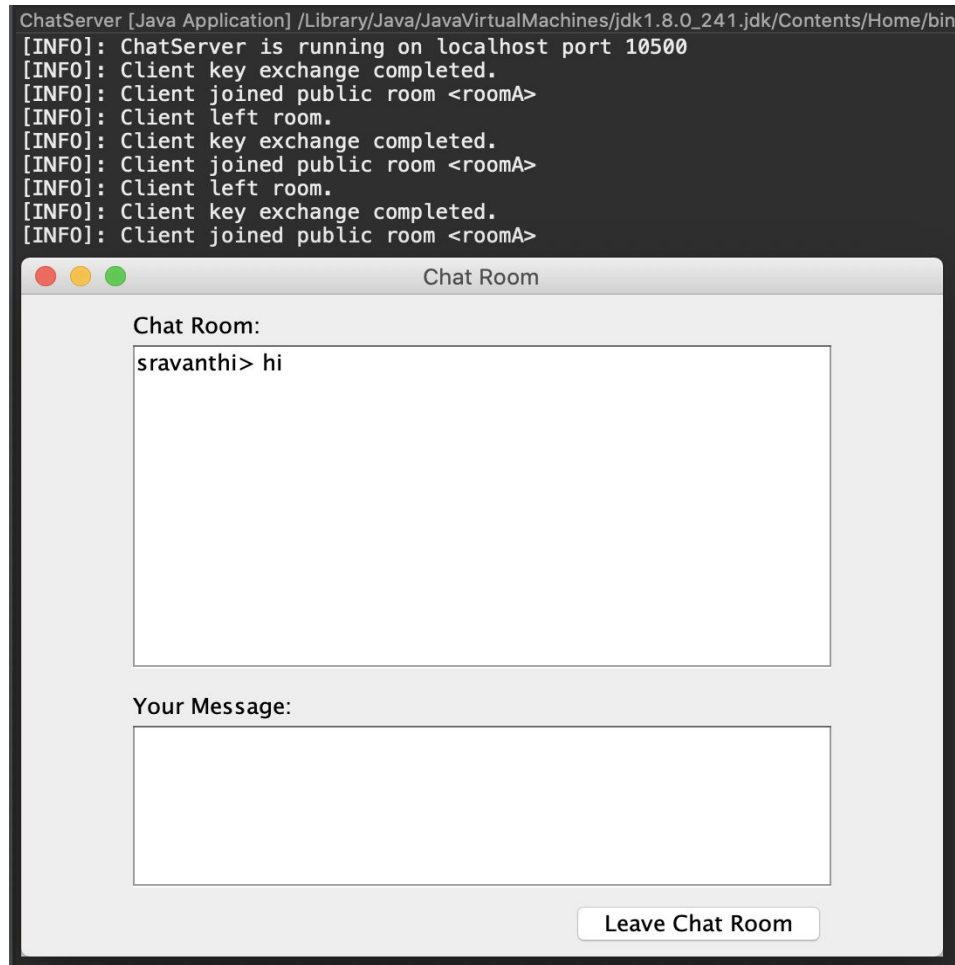 ChatServer [Java Application] /Library/Java/JavaVirtualMachines/jdk1.8.0_241.jdk/Contents/Home/bin
[INFO]: ChatServer is running on localhost port 10500
[INFO]: Client key exchange completed.
[INFO]: Client joined public room <roomA>
[INFO]: Client left room.
[INFO]: Client key exchange completed.
[INFO]: Client joined public room <roomA>
[INFO]: Client left room.
[INFO]: Client key exchange completed.
[INFO]: Client joined public room <roomA>
Chat Room
Chat Room:
sravanthi> hi
Your Message:
Leave Chat Room